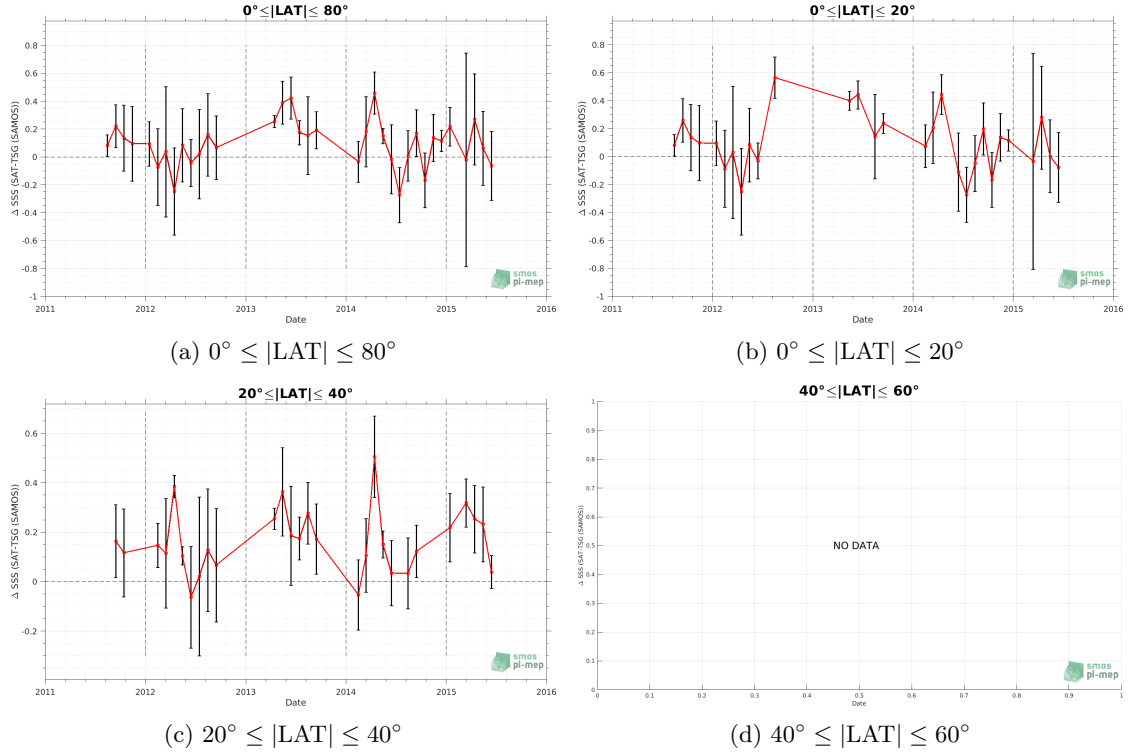 0°≤|LAT|≤ 80°
Δ SSS (SAT-TSG (SAMOS))
0.8
0.6
0.4
0.2
0
-0.2
-0.4
-0.6
-0.8
-1
2011
2012
2013
2014
2015
2016
Date
smos
pi-mep
(a) 0° ≤ |LAT| ≤ 80°
0°≤|LAT|≤ 20°
Δ SSS (SAT-TSG (SAMOS))
0.8
0.6
0.4
0.2
0
-0.2
-0.4
-0.6
-0.8
-1
2011
2012
2013
2014
2015
2016
Date
smos
pi-mep
(b) 0° ≤ |LAT| ≤ 20°
20°≤|LAT|≤ 40°
Δ SSS (SAT-TSG (SAMOS))
0.6
0.4
0.2
0
-0.2
2011
2012
2013
2014
2015
2016
Date
smos
pi-mep
(c) 20° ≤ |LAT| ≤ 40°
40°≤|LAT|≤ 60°
Δ SSS (SAT-TSG (SAMOS))
1
0.9
0.8
0.7
0.6
0.5
0.4
0.3
0.2
0.1
0
NO DATA
0
0.1
0.2
0.3
0.4
0.5
0.6
0.7
0.8
0.9
1
Date
smos
pi-mep
(d) 40° ≤ |LAT| ≤ 60°